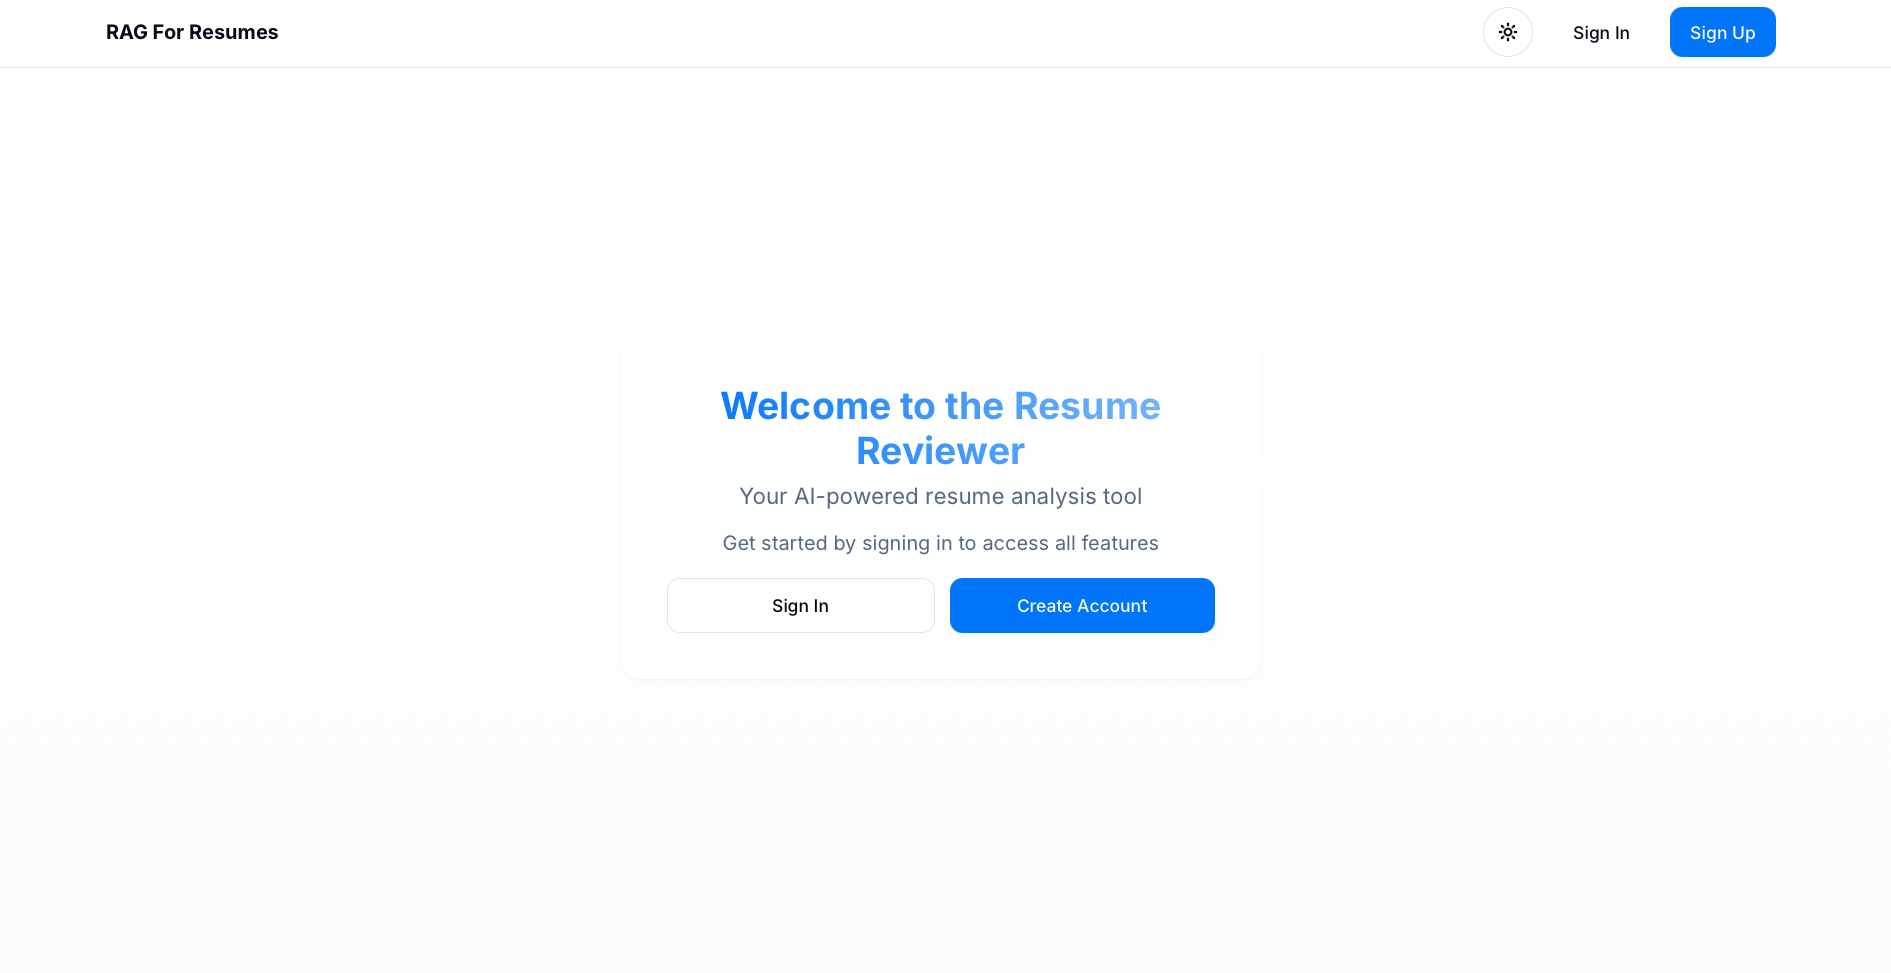 RAG For Resumes
Sign In
Sign Up
Welcome to the Resume
Reviewer
Your AI-powered resume analysis tool
Get started by signing in to access all features
Sign In
Create Account